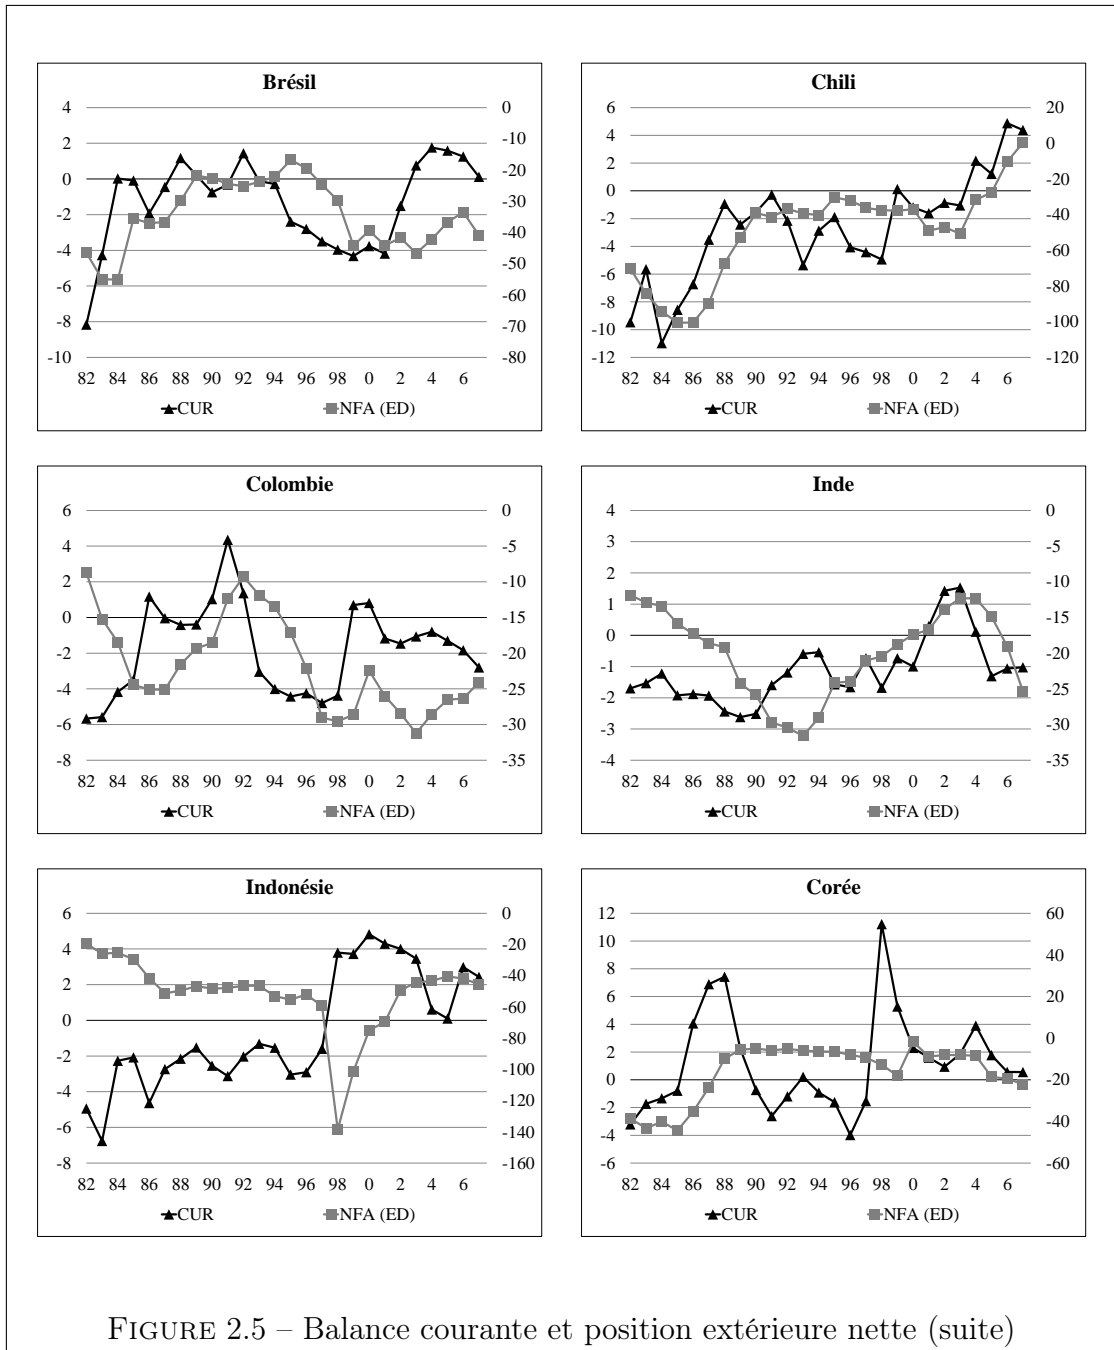 Brésil
4 0
2 -10
0 -20
-2 -30
-4 -40
-6 -50
-8 -60
-10 -70
-80
82 84 86 88 90 92 94 96 98 0 2 4 6
CUR NFA (ED)
Chili
6 20
4 0
2 -20
0 -40
-2 -60
-4 -80
-6 -100
-8 -120
-10
-12
82 84 86 88 90 92 94 96 98 0 2 4 6
CUR NFA (ED)
Colombie
6 0
4 -5
2 -10
0 -15
-2 -20
-4 -25
-6 -30
-8 -35
82 84 86 88 90 92 94 96 98 0 2 4 6
CUR NFA (ED)
Inde
4 0
3 -5
2 -10
1 -15
0 -20
-1 -25
-2 -30
-3 -35
-4
82 84 86 88 90 92 94 96 98 0 2 4 6
CUR NFA (ED)
Indonésie
6 0
4 -20
2 -40
0 -60
-2 -80
-4 -100
-6 -120
-8 -140
-160
82 84 86 88 90 92 94 96 98 0 2 4 6
CUR NFA (ED)
Corée
12 60
10 40
8 20
6 0
4 -20
2 -40
0 -60
-2
-4
-6
82 84 86 88 90 92 94 96 98 0 2 4 6
CUR NFA (ED)
FIGURE 2.5 – Balance courante et position extérieure nette (suite)